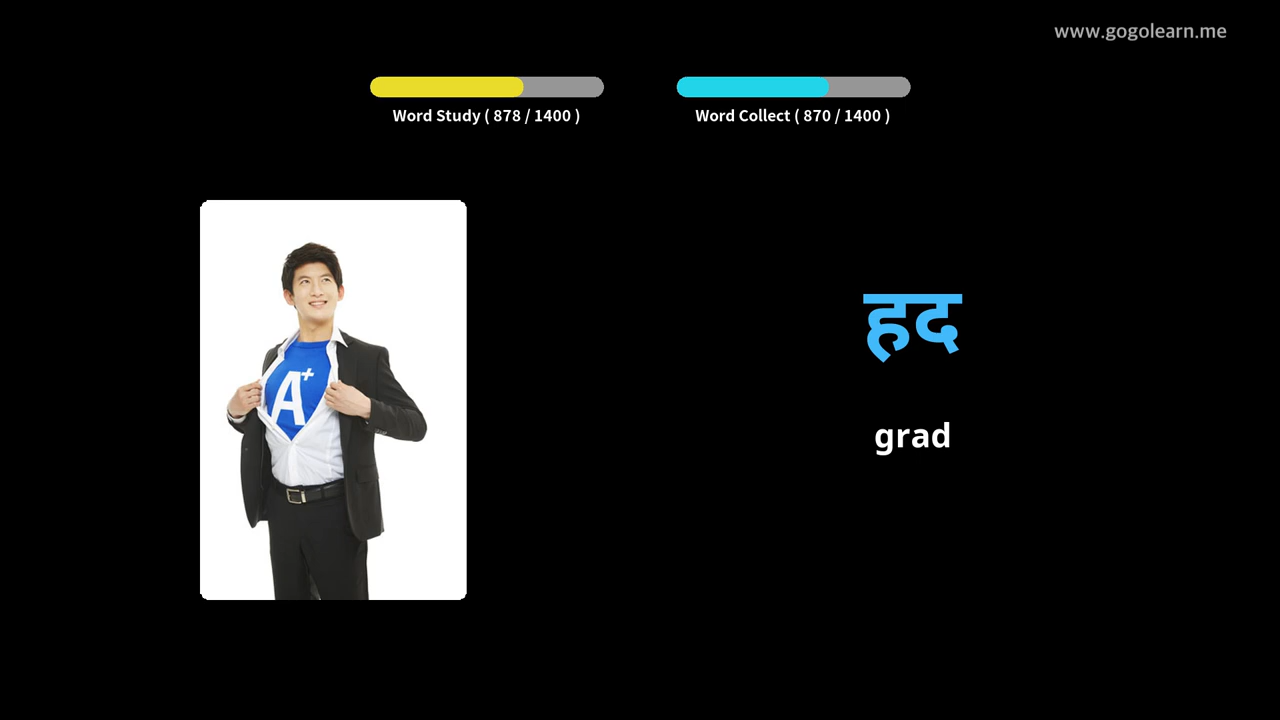 www.gogolearn.me
Word Study ( 878 / 1400 )
Word Collect ( 870 / 1400 )
A+
हद
grad